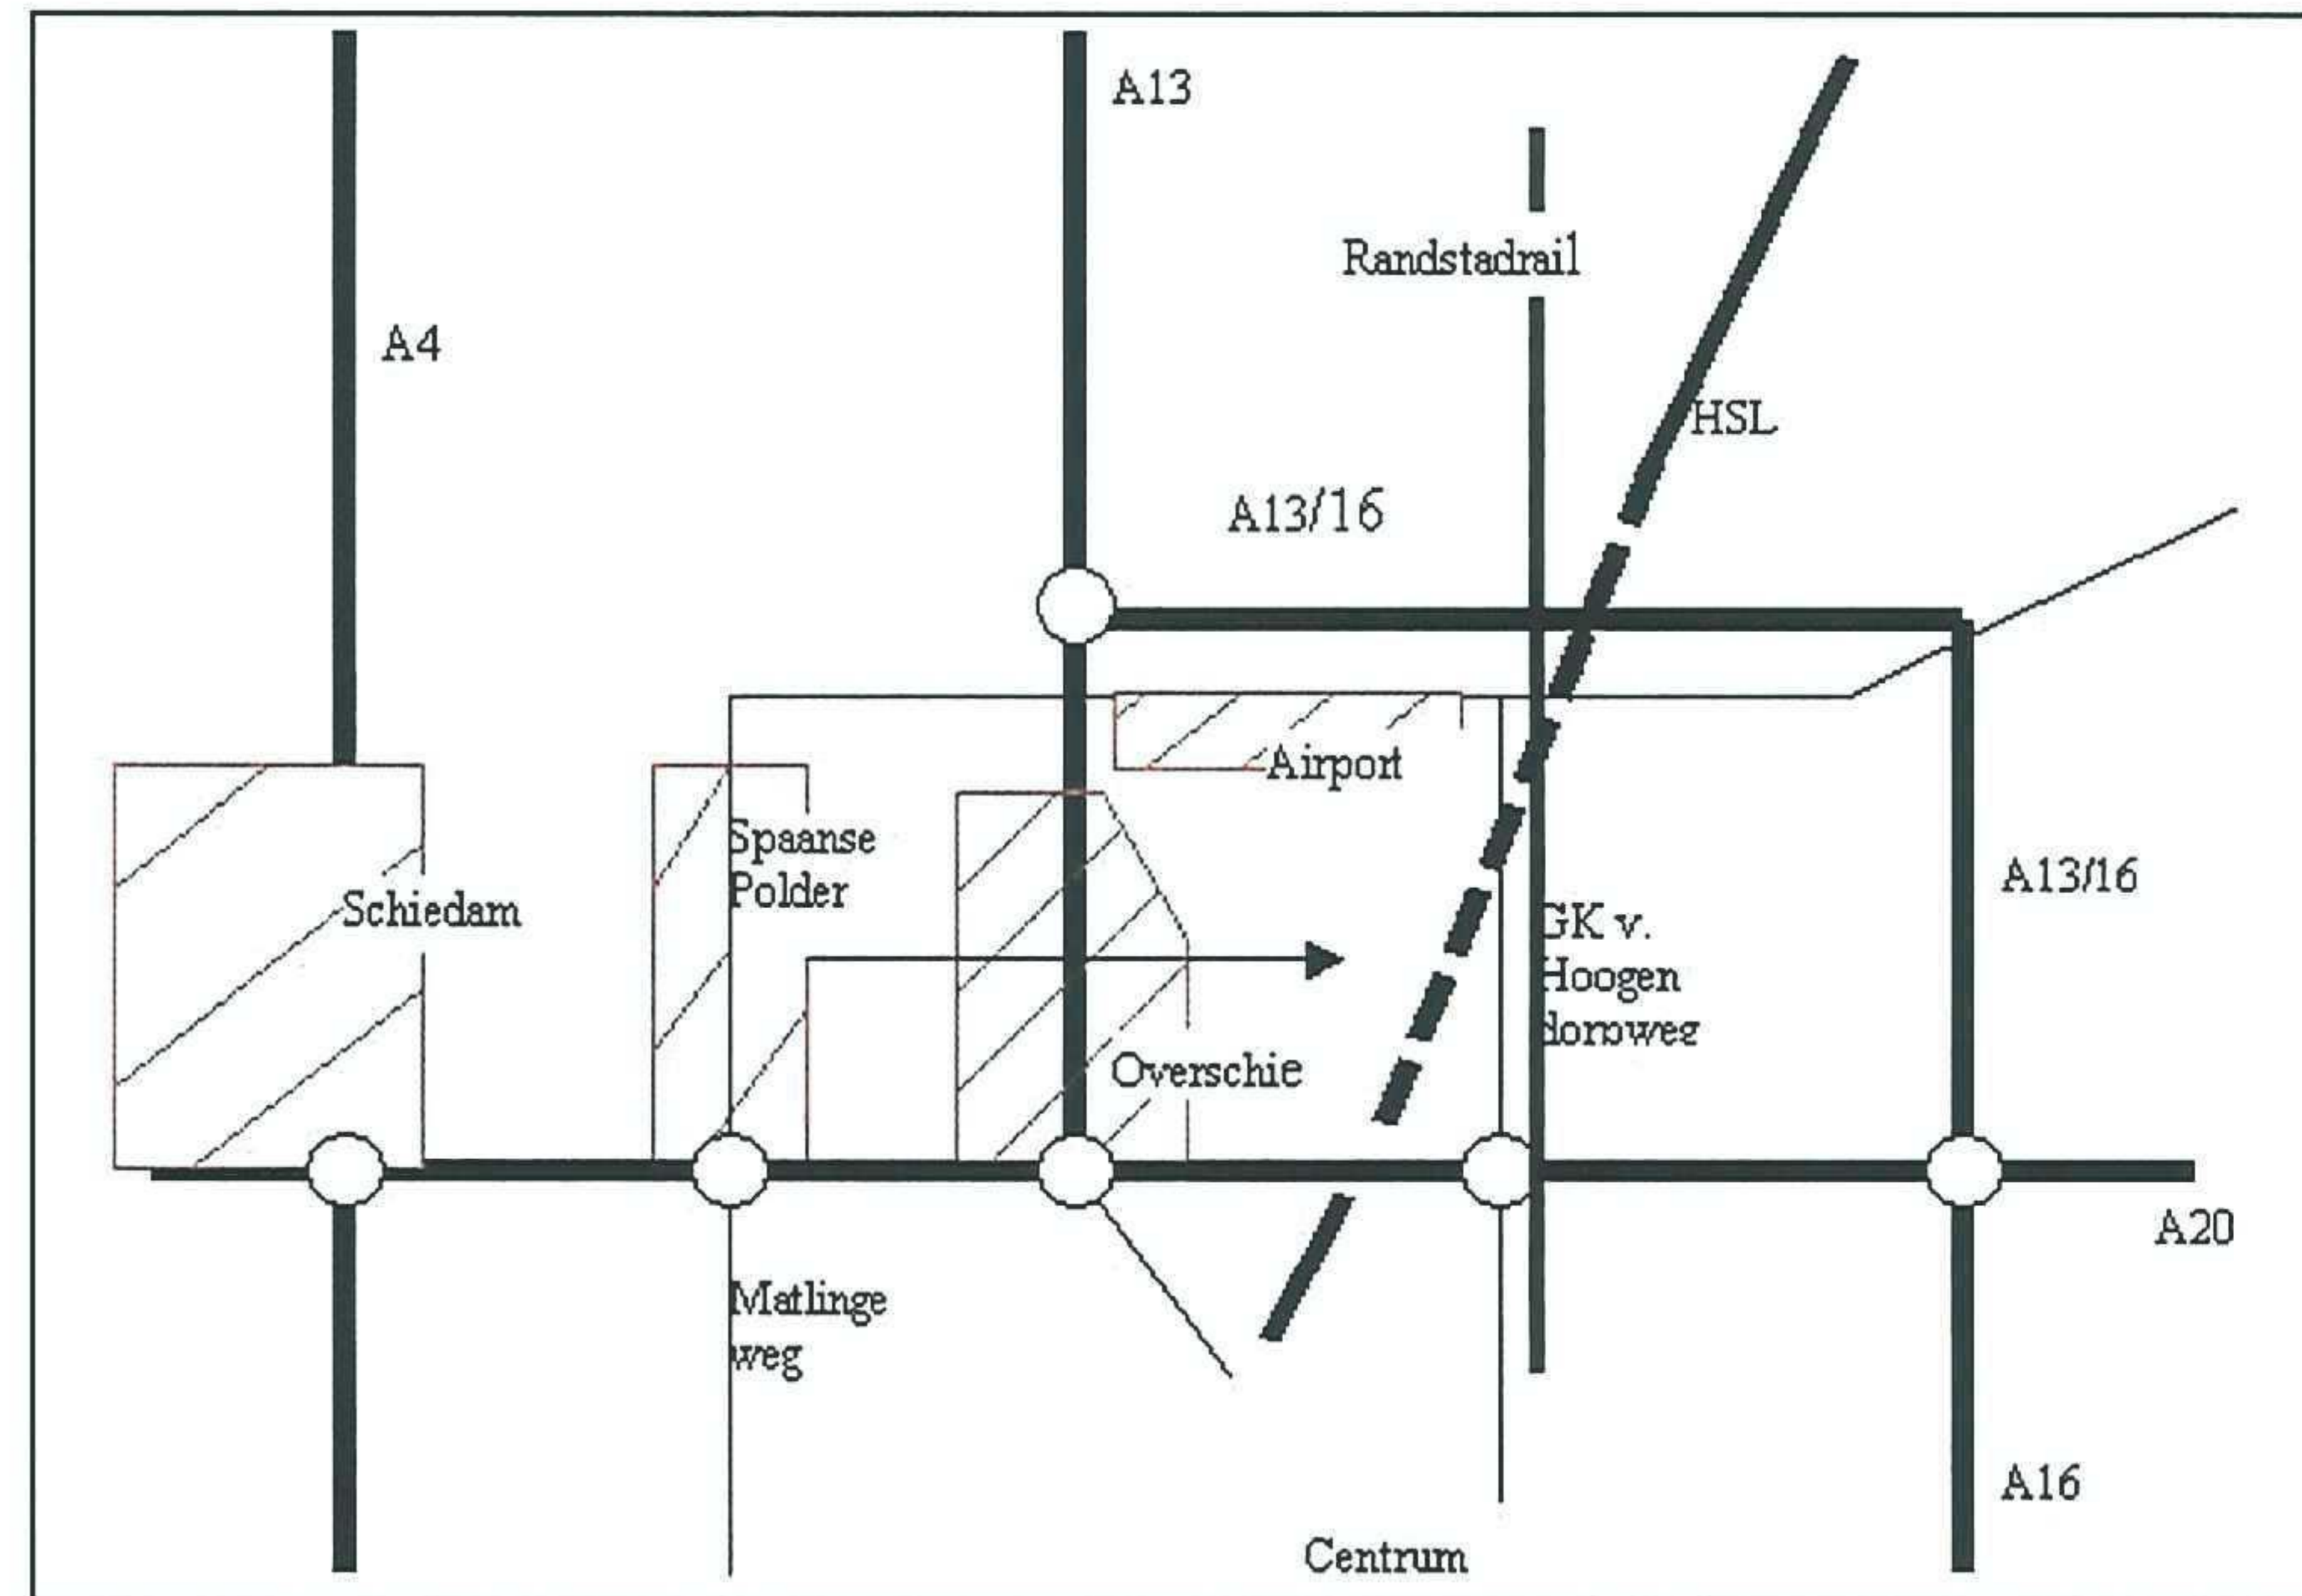 A13
Randstadrail
A4
HSL
A13/16
Airport
Spaanse
Polder
Schiedam
A13/16
GK v.
Hoogen
dorpsweg
Overschie
A20
Matlinge
weg
A16
Centrum